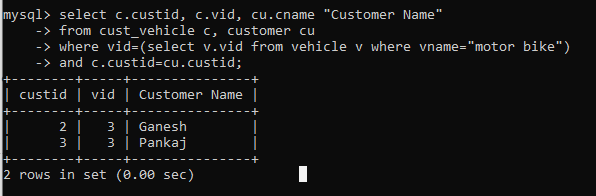 mysql> select c.custid, c.vid, cu.cname "Customer Name"
    -> from cust_vehicle c, customer cu
    -> where vid=(select v.vid from vehicle v where vname="motor bike")
    -> and c.custid=cu.custid;
+--------+-----+---------------+
| custid | vid | Customer Name |
+--------+-----+---------------+
|      2 |   3 | Ganesh        |
|      3 |   3 | Pankaj        |
+--------+-----+---------------+
2 rows in set (0.00 sec)